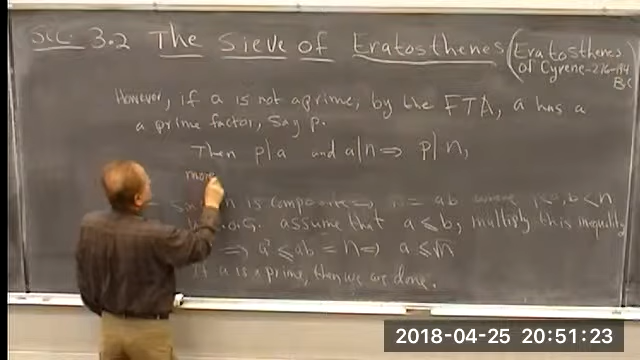 Sec. 3.2 The Sieve of Eratosthenes (Eratosthenes
of Cyrene-276-194
BC
However, if a is not a prime, by the FTA, a has a
a prime factor, say p.
Then p|a and a|n ⟹ p|n,
more
n is composite ⟹ = ab where b<n
assume that a ≤ b, multiply this inequality
⟹ a² ≤ ab = n ⟹ a ≤ √n
If a is a prime, then we are done.
2018-04-25 20:51:23